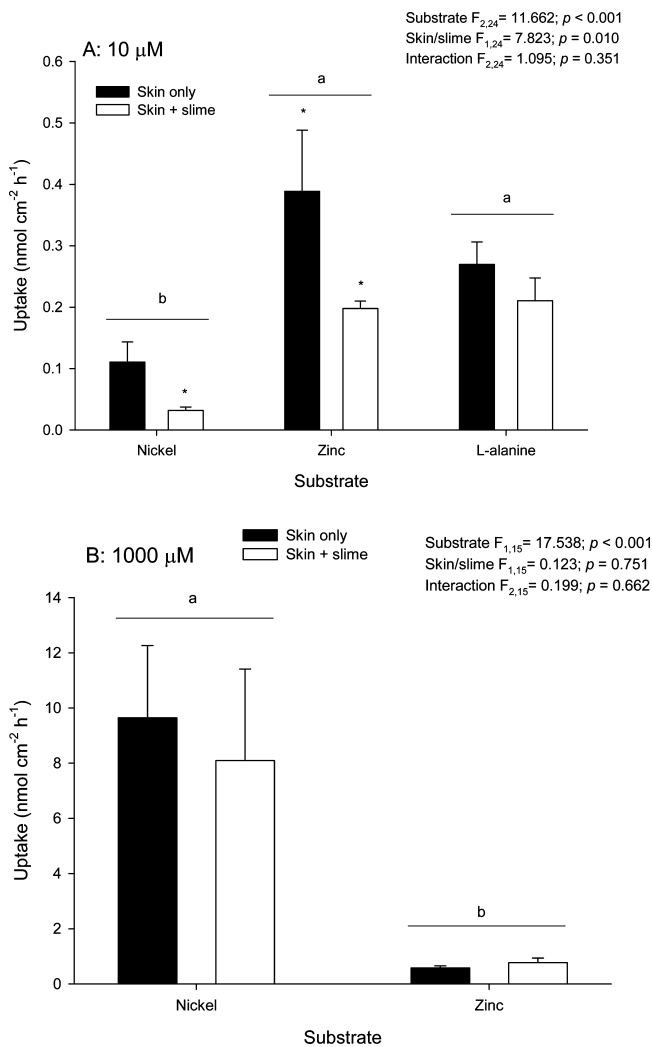 Substrate F2,24= 11.662; p < 0.001
A: 10 μM
Skin/slime F1,24= 7.823; p = 0.010
Interaction F2,24= 1.095; p = 0.351
0.6
Skin only
Skin + slime
a
*
0.5
0.4
a
0.3
*
b
0.2
0.1
*
0.0
Uptake (nmol cm-2 h-1)
Nickel Zinc L-alanine
Substrate
B: 1000 μM
Skin only
Skin + slime
Substrate F1,15= 17.538; p < 0.001
Skin/slime F1,15= 0.123; p = 0.751
Interaction F2,15= 0.199; p = 0.662
14
a
12
10
8
6
4
b
2
0
Uptake (nmol cm-2 h-1)
Nickel Zinc
Substrate